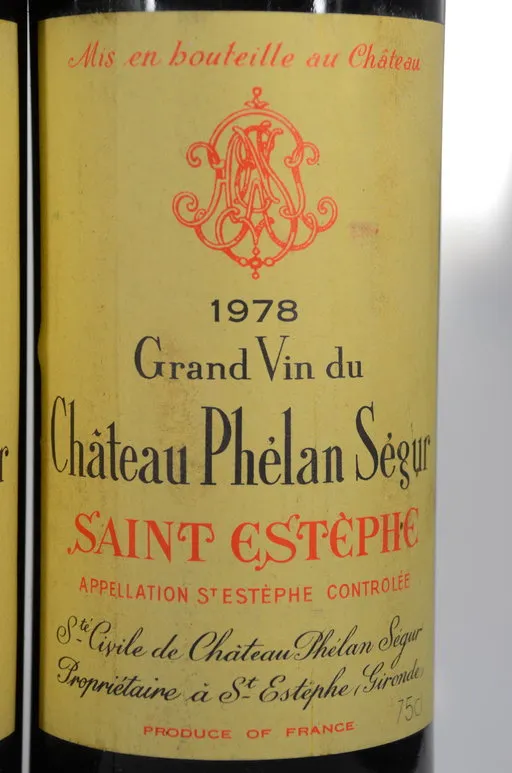 Mis en bouteille au Château
1978
Grand Vin du
Château Phélan Ségur
SAINT ESTÈPHE
APPELLATION ST ESTÈPHE CONTROLÉE
Sté Civile de Château Phélan Ségur
Propriétaire à St Estèphe (Gironde)
75cl
PRODUCE OF FRANCE
r